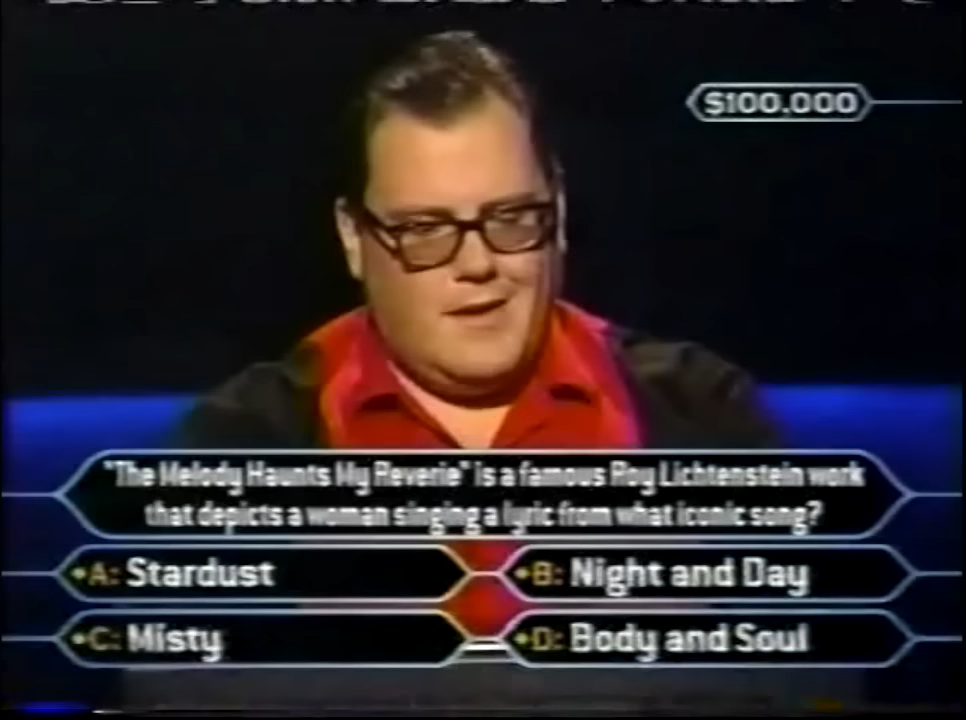 $100,000
"The Melody Haunts My Reverie" is a famous Roy Lichtenstein work
that depicts a woman singing a lyric from what iconic song?
A: Stardust
B: Night and Day
C: Misty
D: Body and Soul